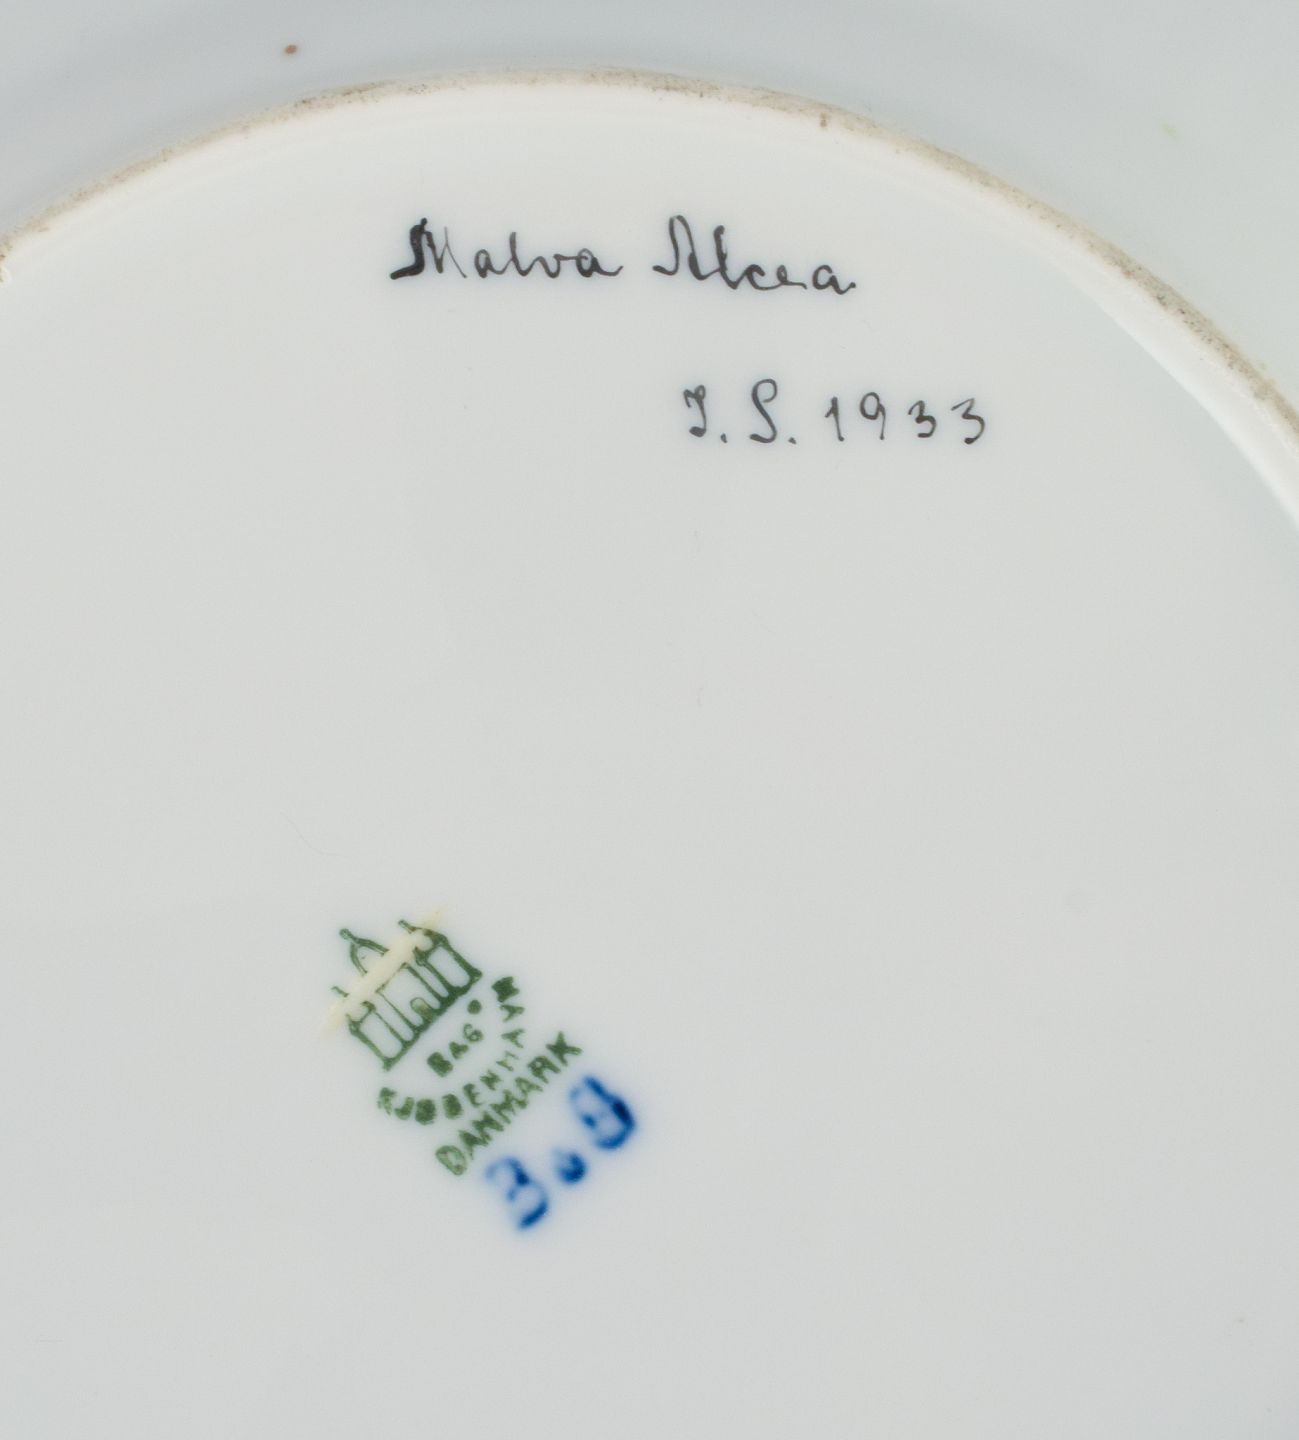 Malva Alcea
J. S. 1933
B&G
KJØBENHAVN
DANMARK